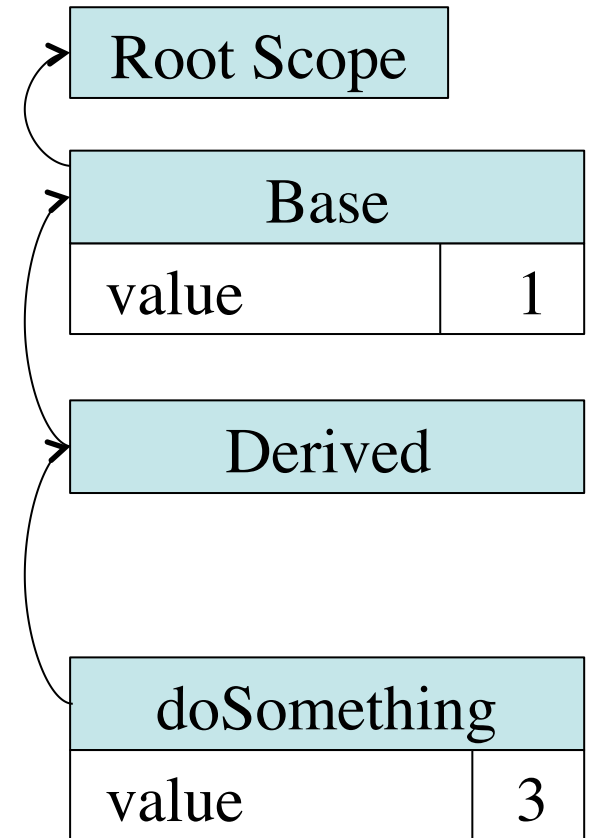 Root Scope
Base
value 1
Derived
doSomething
value 3